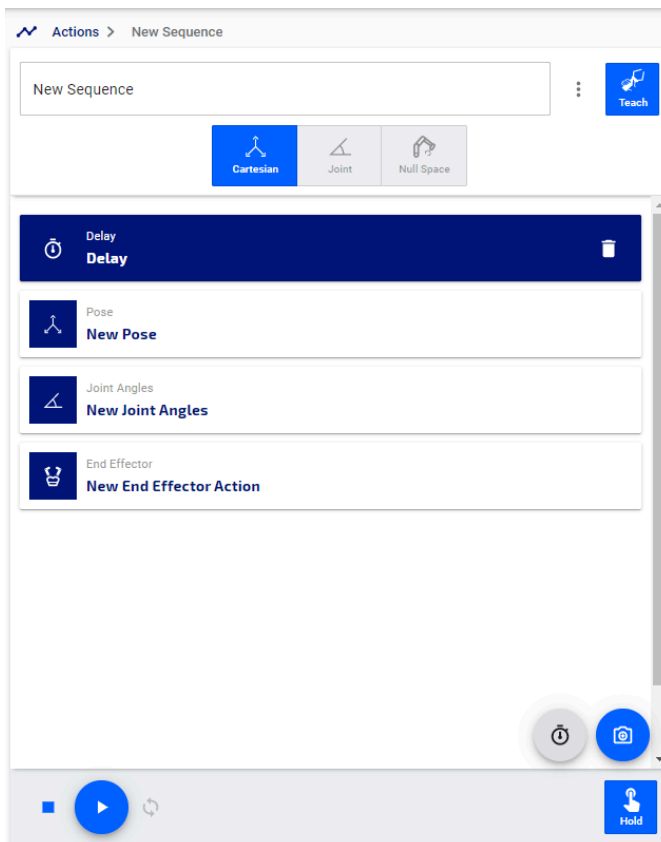 Actions > New Sequence
New Sequence
Teach
Cartesian
Joint
Null Space
Delay
Delay
Pose
New Pose
Joint Angles
New Joint Angles
End Effector
New End Effector Action
Hold